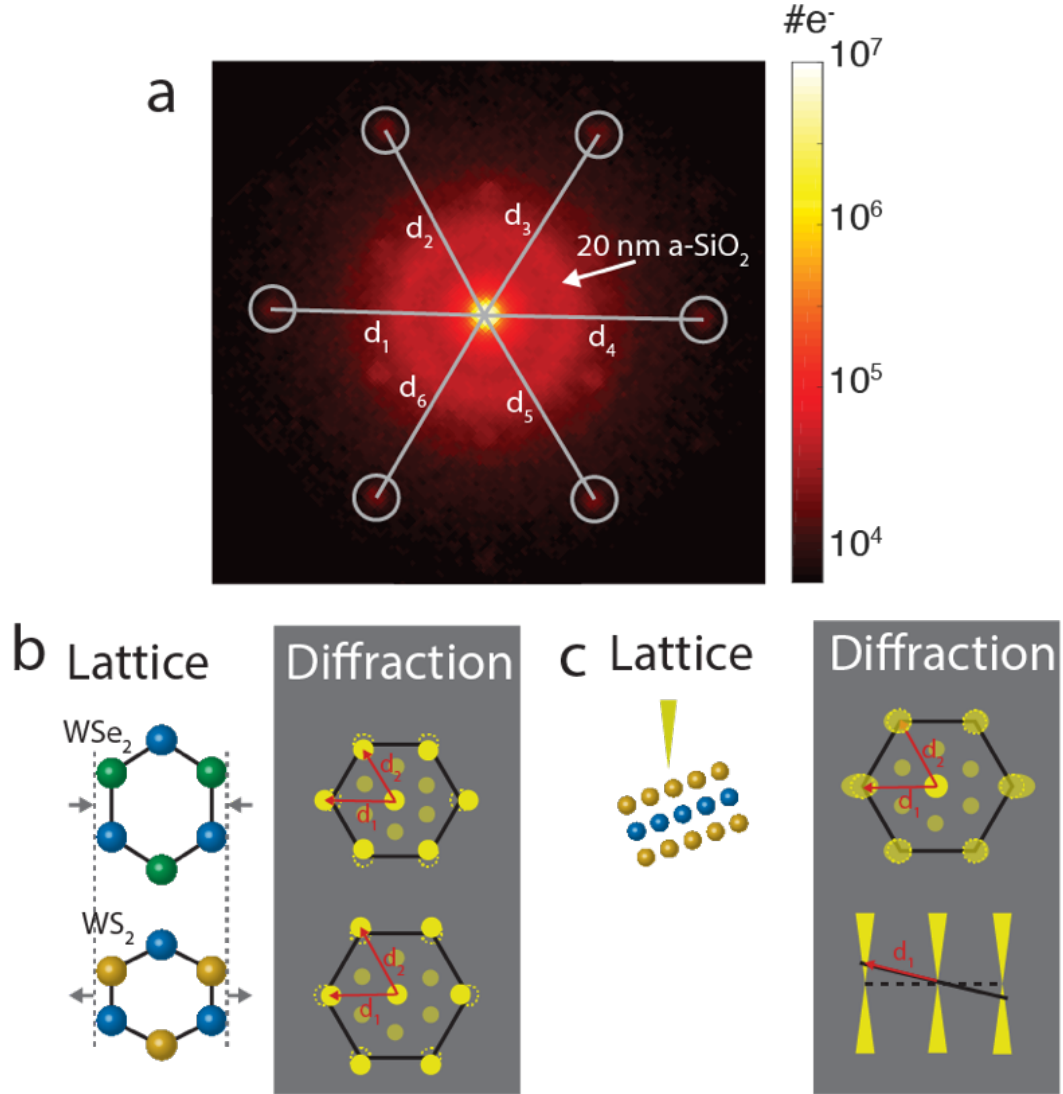 #e⁻
a
10⁷
10⁶
10⁵
10⁴
d₂
d₃
20 nm a-SiO₂
d₁
d₄
d₆
d₅
b
Lattice
Diffraction
WSe₂
d₂
d₁
WS₂
d₂
d₁
c
Lattice
Diffraction
d₂
d₁
d₁